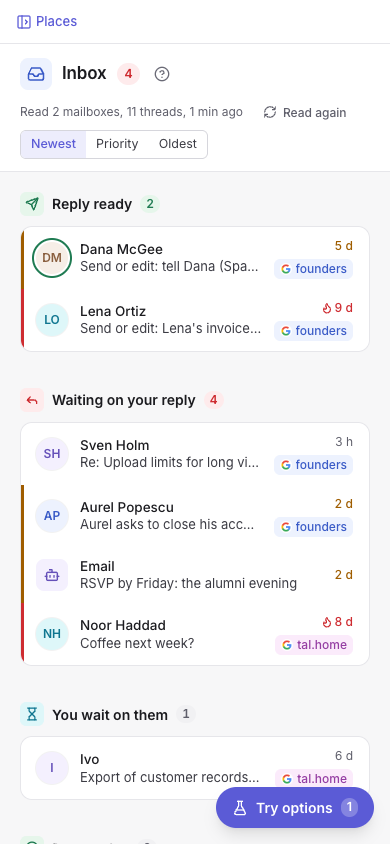 Places
Inbox 4
Read 2 mailboxes, 11 threads, 1 min ago Read again
Newest Priority Oldest
Reply ready 2
DM Dana McGee 5 d
Send or edit: tell Dana (Spa... founders
LO Lena Ortiz 9 d
Send or edit: Lena's invoice... founders
Waiting on your reply 4
SH Sven Holm 3 h
Re: Upload limits for long vi... founders
AP Aurel Popescu 2 d
Aurel asks to close his acc... founders
Email 2 d
RSVP by Friday: the alumni evening
NH Noor Haddad 8 d
Coffee next week? tal.home
You wait on them 1
I Ivo 6 d
Export of customer records... tal.home
Try options 1